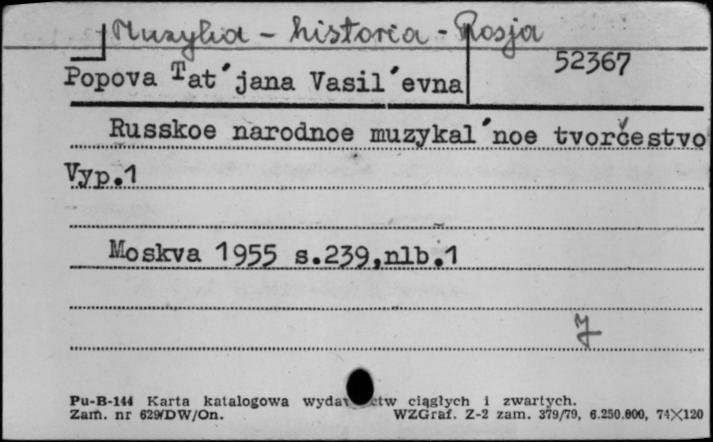 Muzyka - historia - Rosja
52367
Popova Tat´jana Vasil´evna
Russkoe narodnoe muzykal´noe tvorčestvo
Vyp.1
Moskva 1955 s.239,nlb.1
Pu-B-144 Karta katalogowa ciągłych i zwartych.
Zam. nr 629/DW/On. WZGraf. Z-2 zam. 379/79, 6.250.000, 74×120